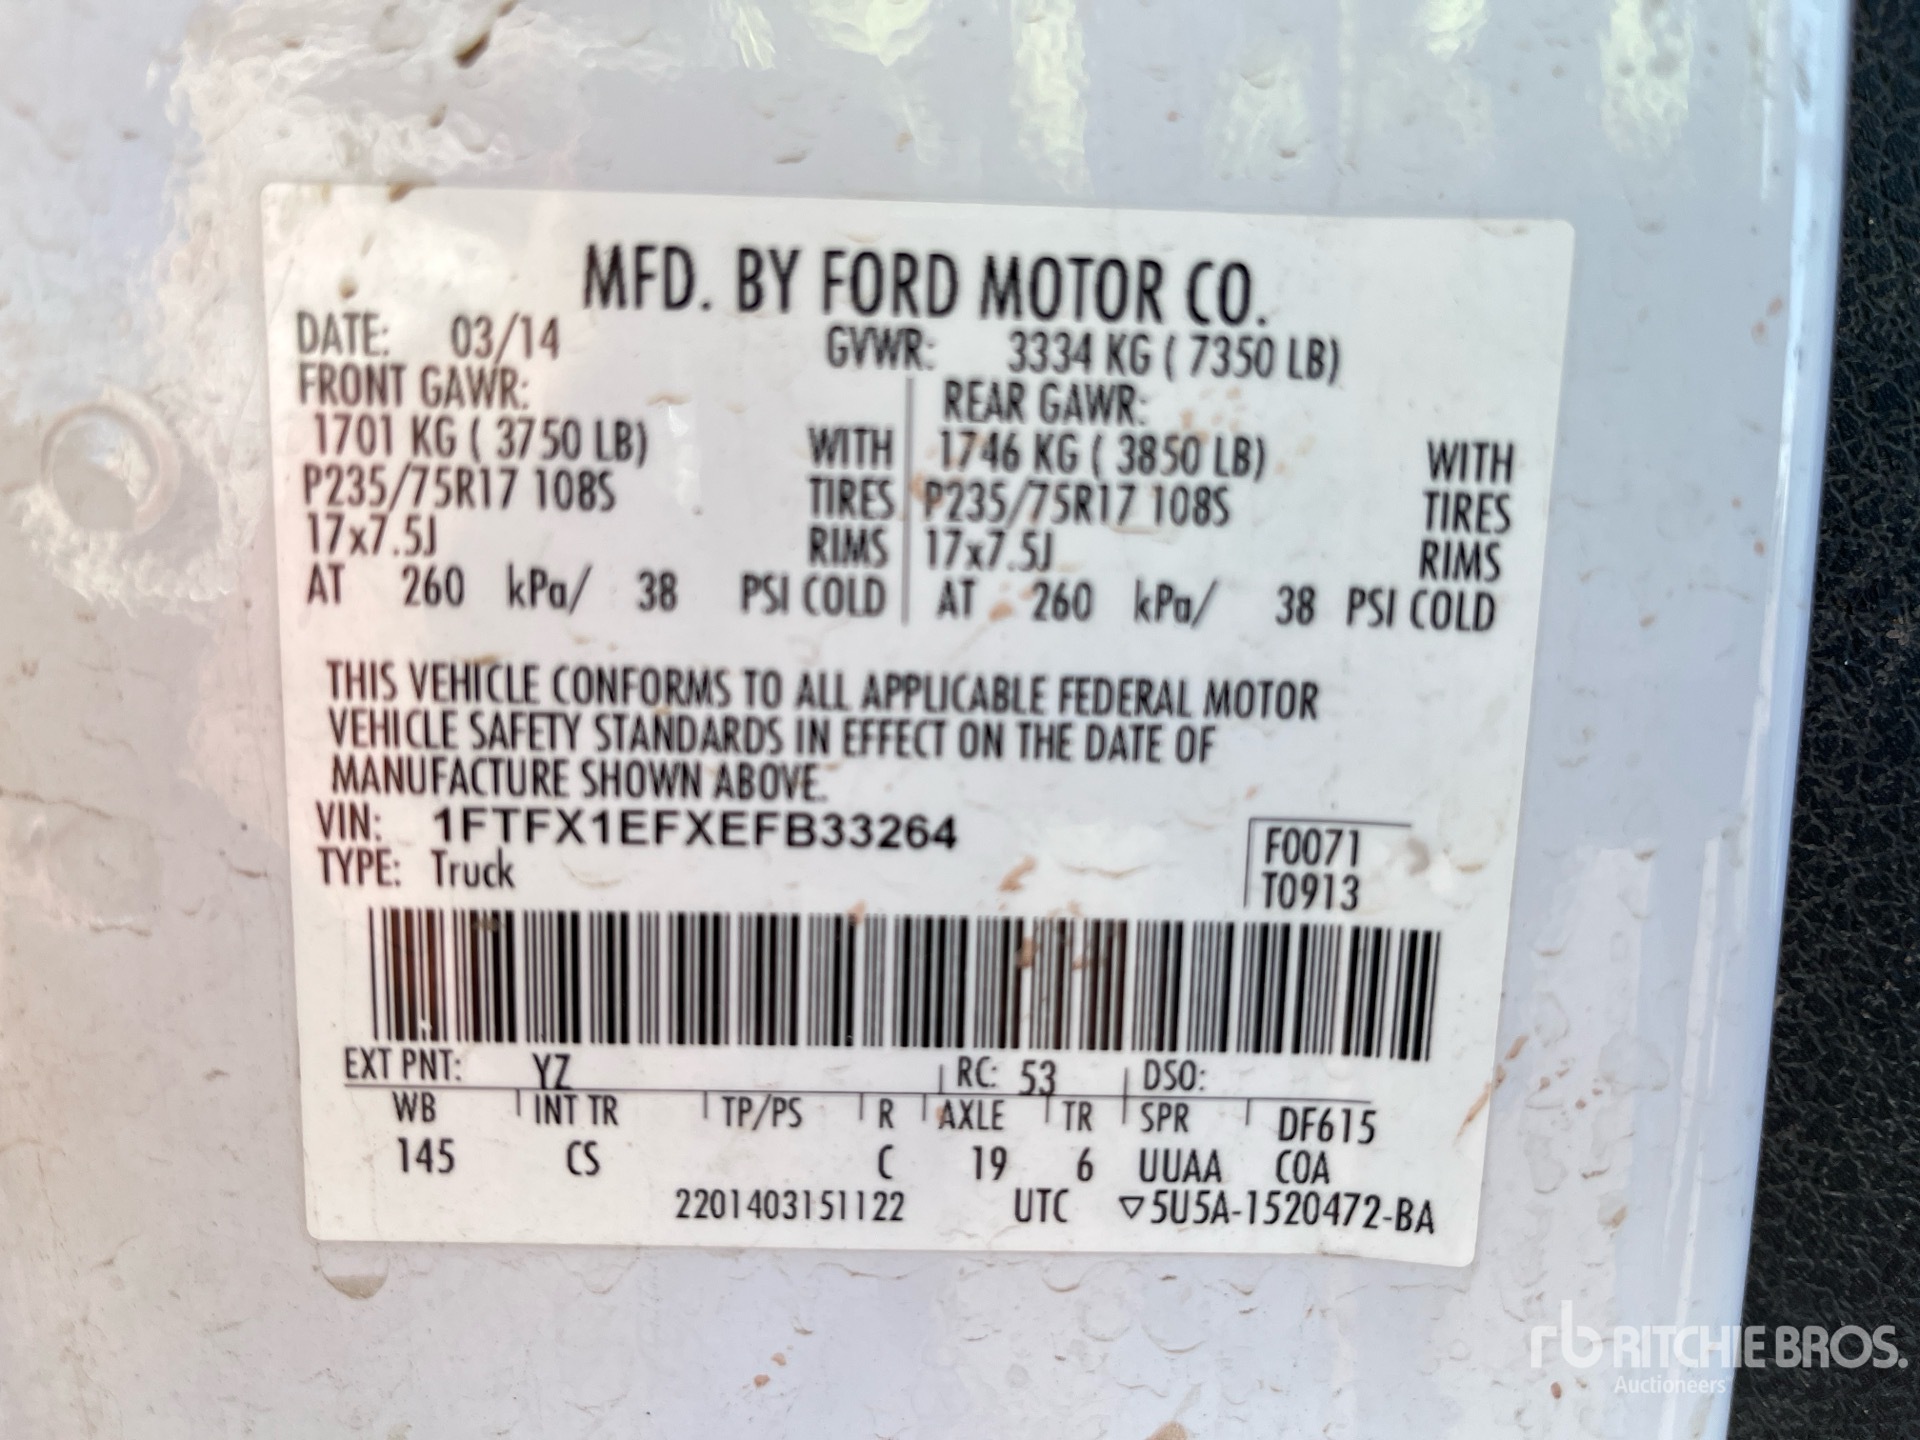 MFD. BY FORD MOTOR CO.
DATE: 03/14 GVWR: 3334 KG ( 7350 LB)
FRONT GAWR: REAR GAWR:
1701 KG ( 3750 LB) WITH 1746 KG ( 3850 LB) WITH
P235/75R17 108S TIRES P235/75R17 108S TIRES
17x7.5J RIMS 17x7.5J RIMS
AT 260 kPa/ 38 PSI COLD AT 260 kPa/ 38 PSI COLD
THIS VEHICLE CONFORMS TO ALL APPLICABLE FEDERAL MOTOR
VEHICLE SAFETY STANDARDS IN EFFECT ON THE DATE OF
MANUFACTURE SHOWN ABOVE.
VIN: 1FTFX1EFXEFB33264 F0071
TYPE: Truck T0913
EXT PNT: YZ RC: 53 DSO:
WB INT TR TP/PS R AXLE TR SPR DF615
145 CS C 19 6 UUAA COA
2201403151122 UTC ▽5U5A-1520472-BA
rb RITCHIE BROS.
Auctioneers